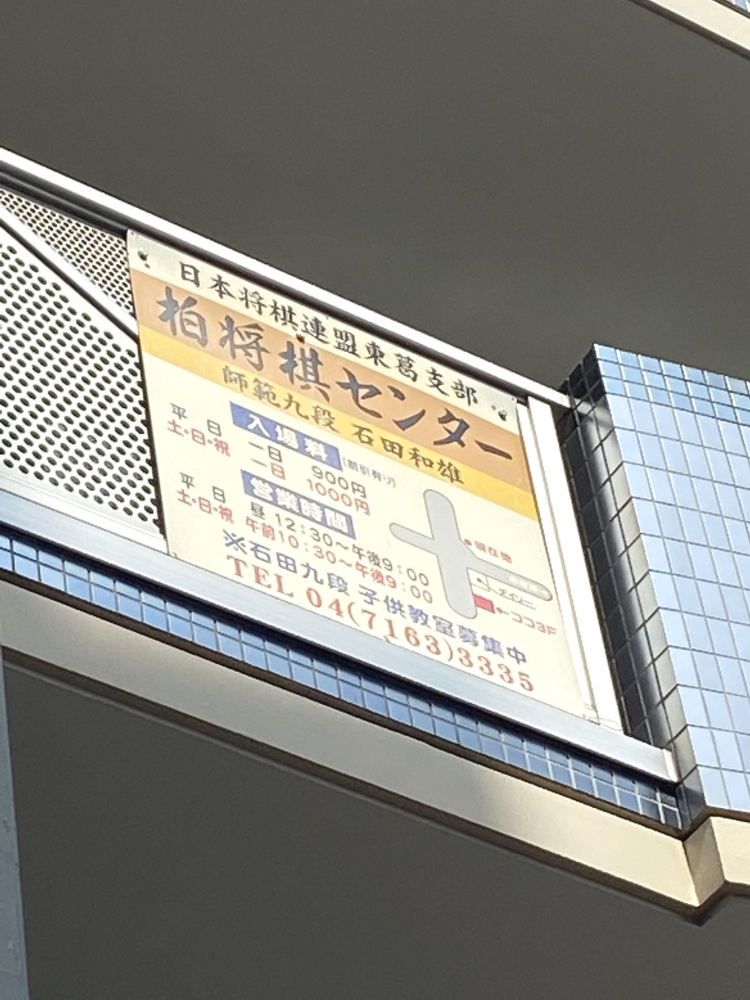 日本将棋連盟東葛支部
柏将棋センター
師範九段 石田和雄
入場料 (割引有り)
平日 一日 900円
土・日・祝 一日 1000円
営業時間
平日 昼12:30〜午後9:00
土・日・祝 午前10:30〜午後9:00
※石田九段 子供教室募集中
TEL 04(7163)3335
現在地
←ココ3F